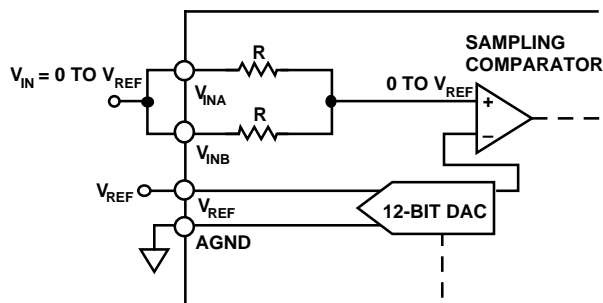 SAMPLING
COMPARATOR
R
V_IN = 0 TO V_REF
V_INA
0 TO V_REF
+
R
–
V_INB
V_REF
V_REF
12-BIT DAC
AGND